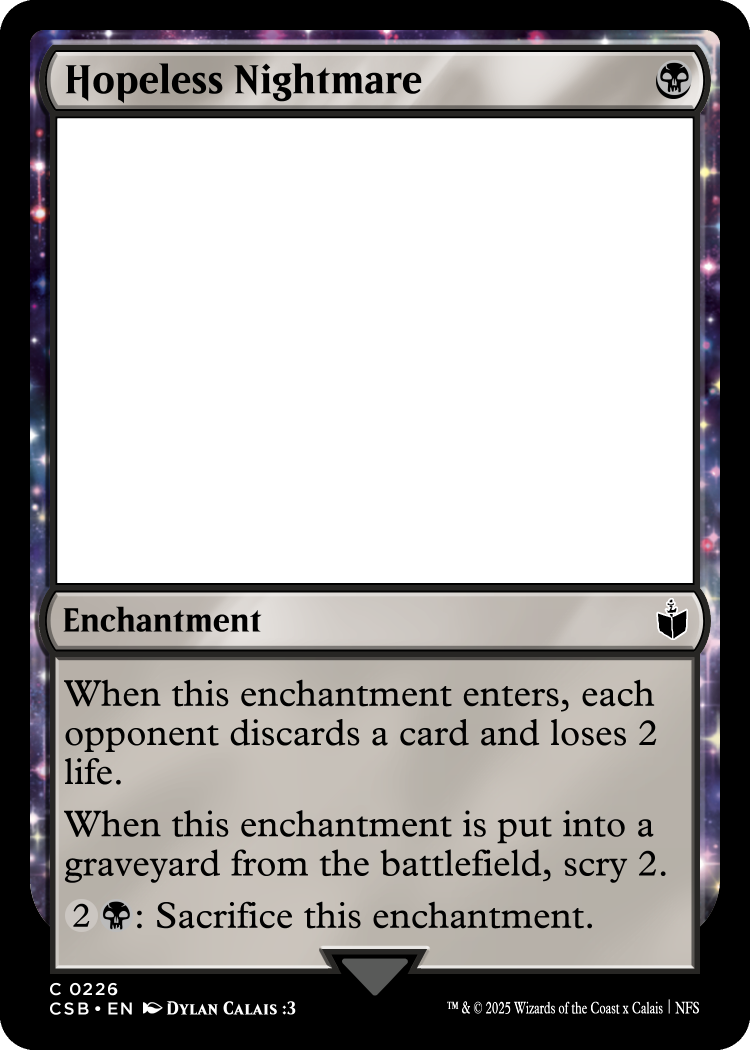 Hopeless Nightmare
Enchantment
When this enchantment enters, each
opponent discards a card and loses 2
life.
When this enchantment is put into a
graveyard from the battlefield, scry 2.
2 : Sacrifice this enchantment.
C 0226
CSB • EN DYLAN CALAIS :3
™ & © 2025 Wizards of the Coast x Calais | NFS